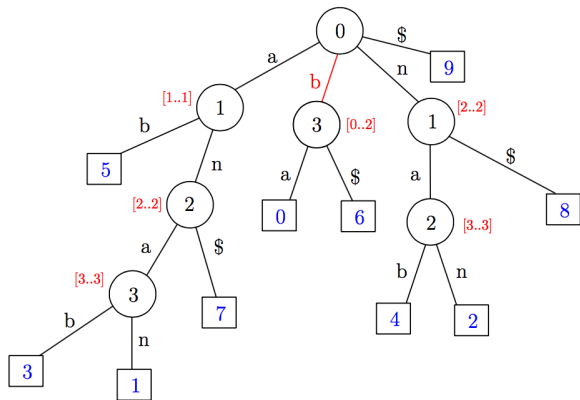 0
a b n $
9
[1..1] 1 3 [0..2] 1 [2..2]
b n a $ a $
5
[2..2] 2 0 6 2 [3..3] 8
a $ b n
[3..3] 3 7 4 2
b n
3 1